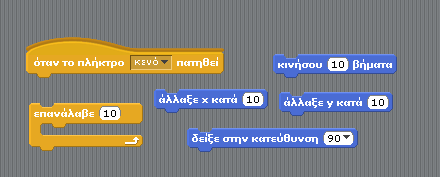 όταν το πλήκτρο κενό πατηθεί
κινήσου 10 βήματα
άλλαξε x κατά 10
άλλαξε y κατά 10
επανάλαβε 10
δείξε στην κατεύθυνση 90